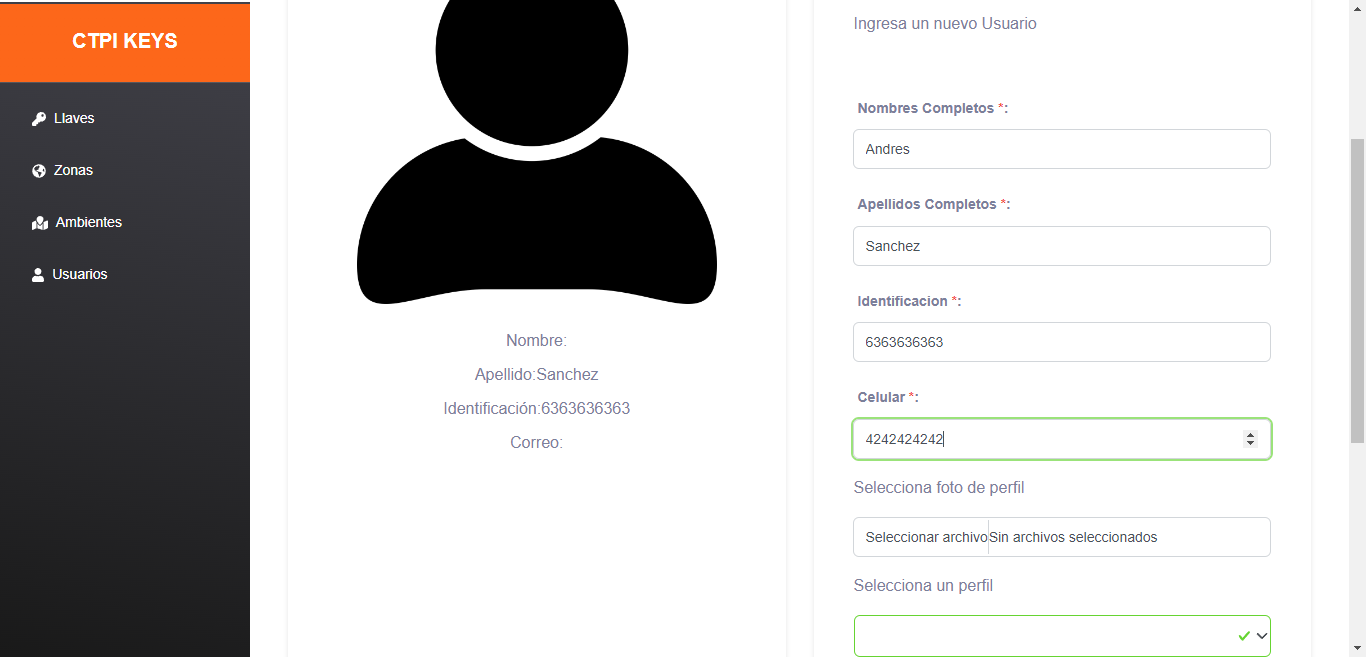 CTPI KEYS
Llaves
Zonas
Ambientes
Usuarios
Nombre:
Apellido:Sanchez
Identificación:6363636363
Correo:
Ingresa un nuevo Usuario
Nombres Completos *:
Andres
Apellidos Completos *:
Sanchez
Identificacion *:
6363636363
Celular *:
4242424242
Selecciona foto de perfil
Seleccionar archivo Sin archivos seleccionados
Selecciona un perfil